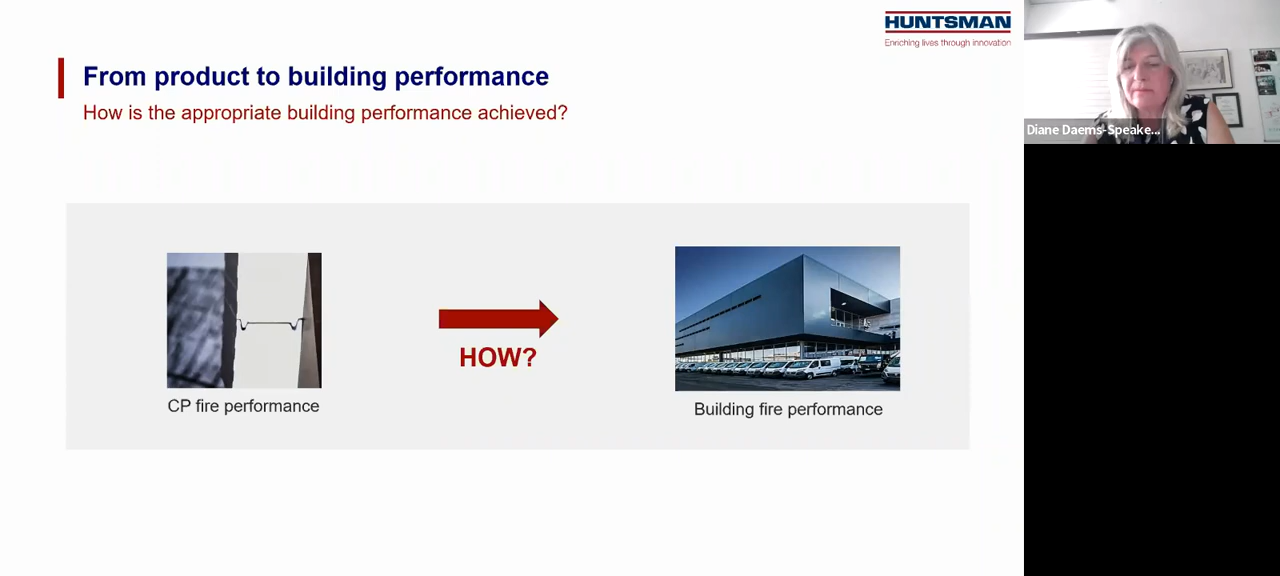 HUNTSMAN
Enriching lives through innovation
From product to building performance
How is the appropriate building performance achieved?
HOW?
CP fire performance
Building fire performance
Diane Daems-Speake...